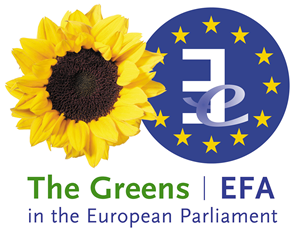 The Greens | EFA
in the European Parliament